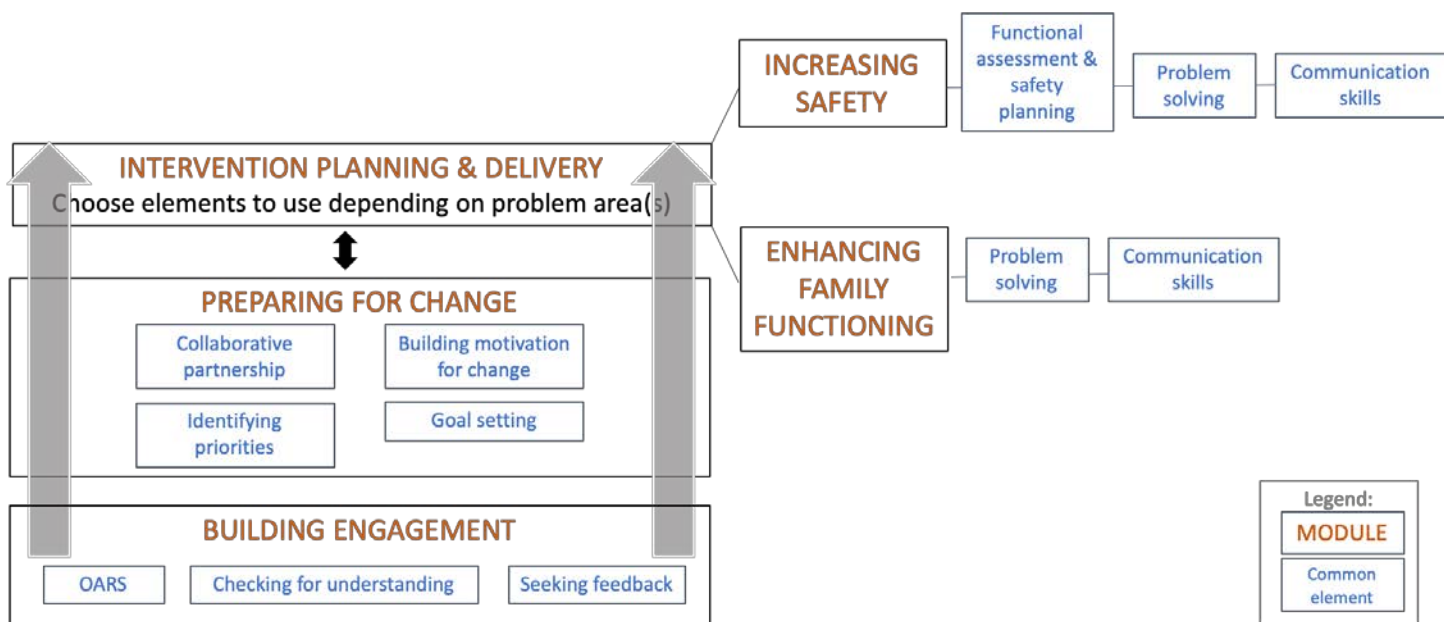 INTERVENTION PLANNING & DELIVERY
Choose elements to use depending on problem area(s)
PREPARING FOR CHANGE
Collaborative
partnership
Building motivation
for change
Identifying
priorities
Goal setting
BUILDING ENGAGEMENT
OARS
Checking for understanding
Seeking feedback
INCREASING
SAFETY
Functional
assessment &
safety
planning
Problem
solving
Communication
skills
ENHANCING
FAMILY
FUNCTIONING
Problem
solving
Communication
skills
Legend:
MODULE
Common
element